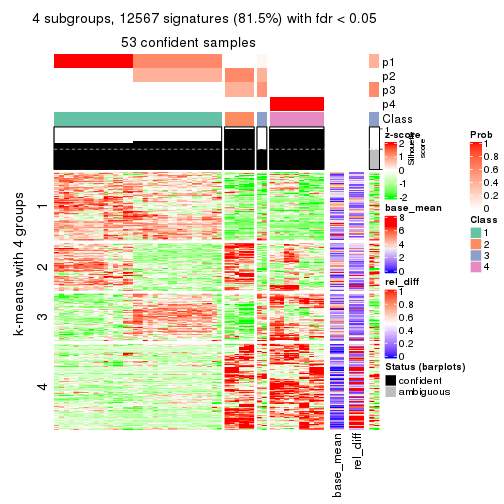 4 subgroups, 12567 signatures (81.5%) with fdr < 0.05
53 confident samples
p1
p2
p3
p4
Class
1
Silhouette
score
k-means with 4 groups
1
2
3
4
base_mean
rel_diff
z-score
2
1
0
-1
-2
base_mean
8
6
4
2
0
rel_diff
1
0.8
0.6
0.4
0.2
0
Status (barplots)
confident
ambiguous
Prob
1
0.8
0.6
0.4
0.2
0
Class
1
2
3
4